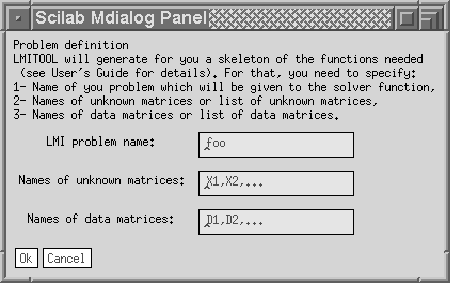 Scilab Mdialog Panel
Problem definition
LMITOOL will generate for you a skeleton of the functions needed
(see User's Guide for details). For that, you need to specify:
1- Name of you problem which will be given to the solver function,
2- Names of unknown matrices or list of unknown matrices,
3- Names of data matrices or list of data matrices.
LMI problem name: foo
Names of unknown matrices: X1,X2,...
Names of data matrices: D1,D2,...
Ok Cancel